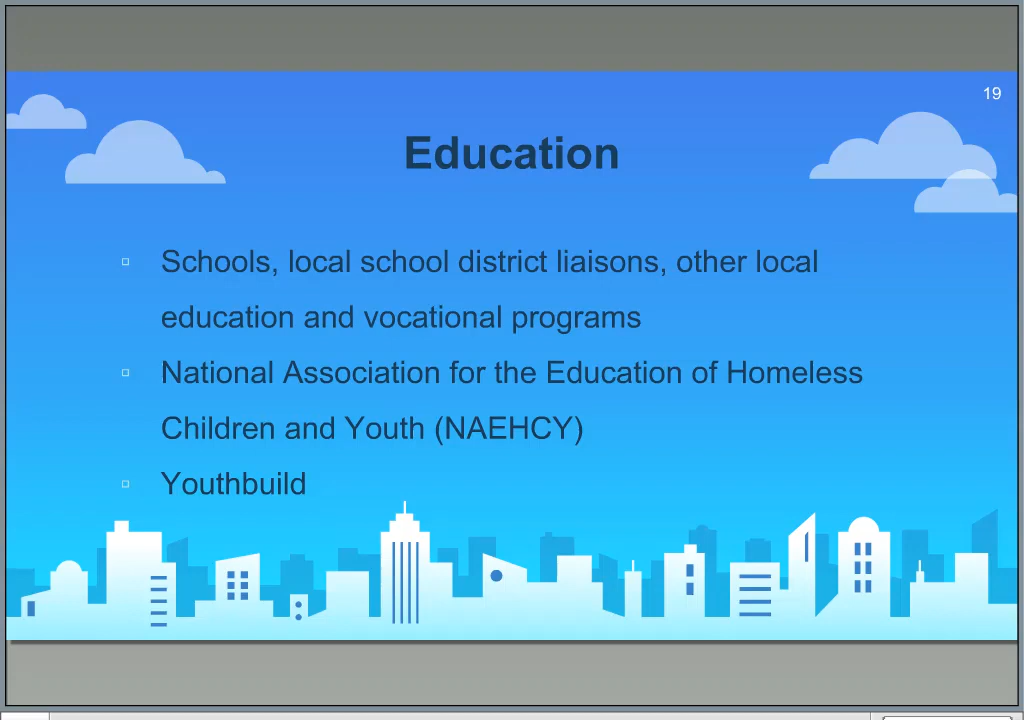 19
Education
Schools, local school district liaisons, other local
education and vocational programs
National Association for the Education of Homeless
Children and Youth (NAEHCY)
Youthbuild